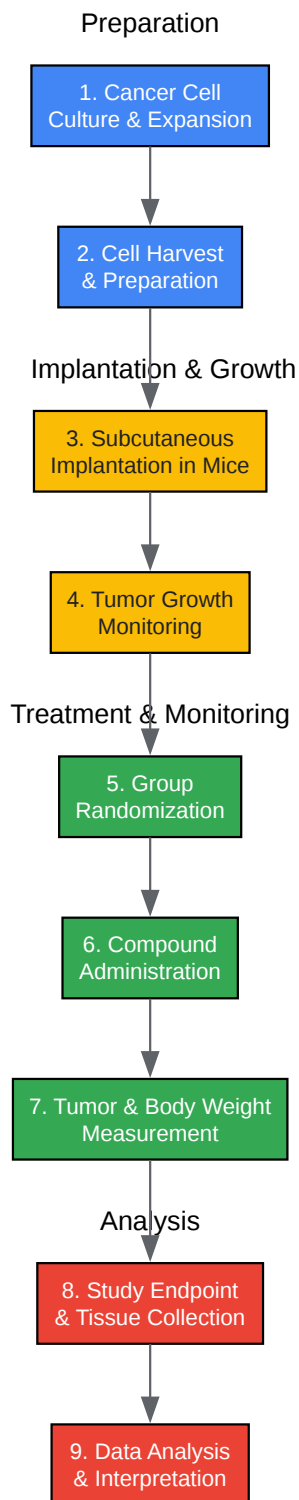 Preparation
1. Cancer Cell
Culture & Expansion
2. Cell Harvest
& Preparation
Implantation & Growth
3. Subcutaneous
Implantation in Mice
4. Tumor Growth
Monitoring
Treatment & Monitoring
5. Group
Randomization
6. Compound
Administration
7. Tumor & Body Weight
Measurement
Analysis
8. Study Endpoint
& Tissue Collection
9. Data Analysis
& Interpretation